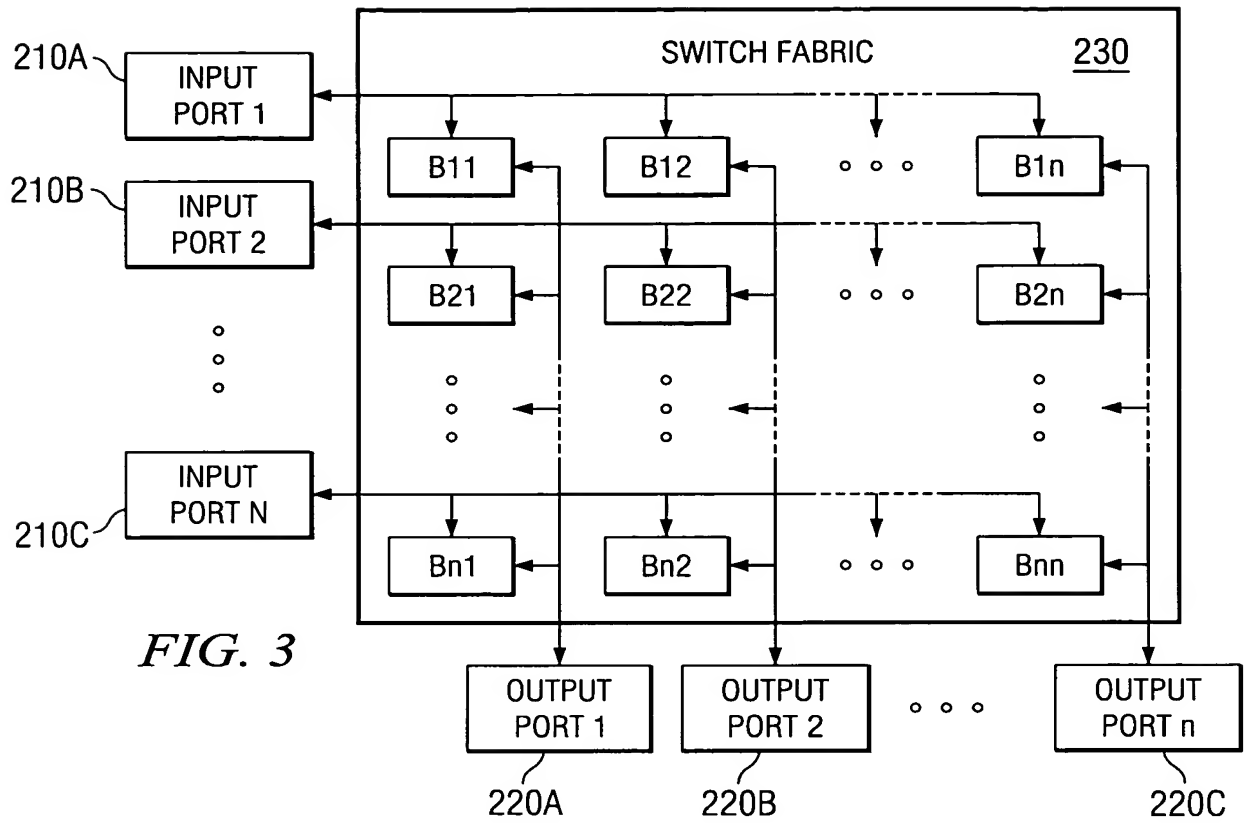 SWITCH FABRIC
230
210A
INPUT
PORT 1
B11
B12
B1n
210B
INPUT
PORT 2
B21
B22
B2n
210C
INPUT
PORT N
Bn1
Bn2
Bnn
FIG. 3
OUTPUT
PORT 1
OUTPUT
PORT 2
OUTPUT
PORT n
220A
220B
220C